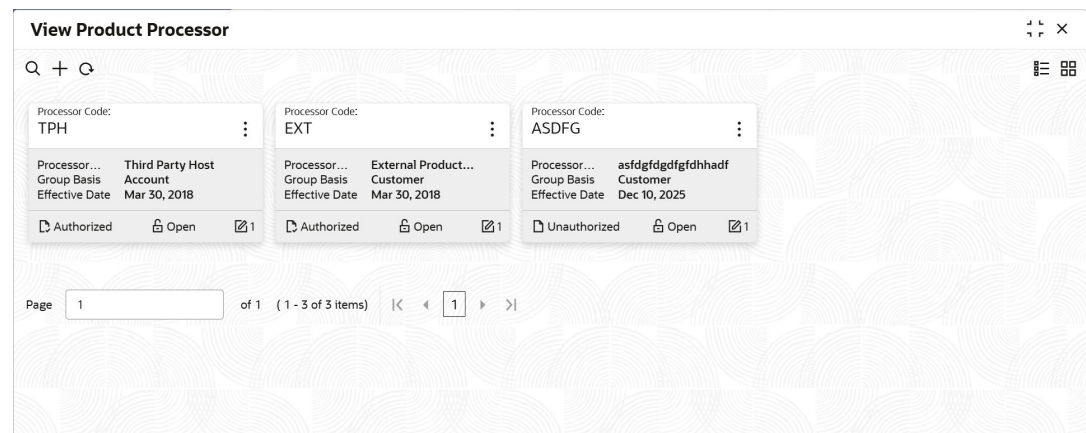 View Product Processor
Processor Code:
TPH
Processor... Third Party Host
Group Basis Account
Effective Date Mar 30, 2018
Authorized Open 1
Processor Code:
EXT
Processor... External Product...
Group Basis Customer
Effective Date Mar 30, 2018
Authorized Open 1
Processor Code:
ASDFG
Processor... asfdgfdgdfgfdhhadf
Group Basis Customer
Effective Date Dec 10, 2025
Unauthorized Open 1
Page 1 of 1 ( 1 - 3 of 3 items) 1